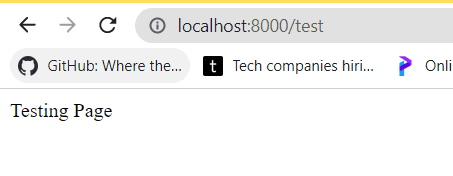 localhost:8000/test
GitHub: Where the... t Tech companies hiri... Onli
Testing Page